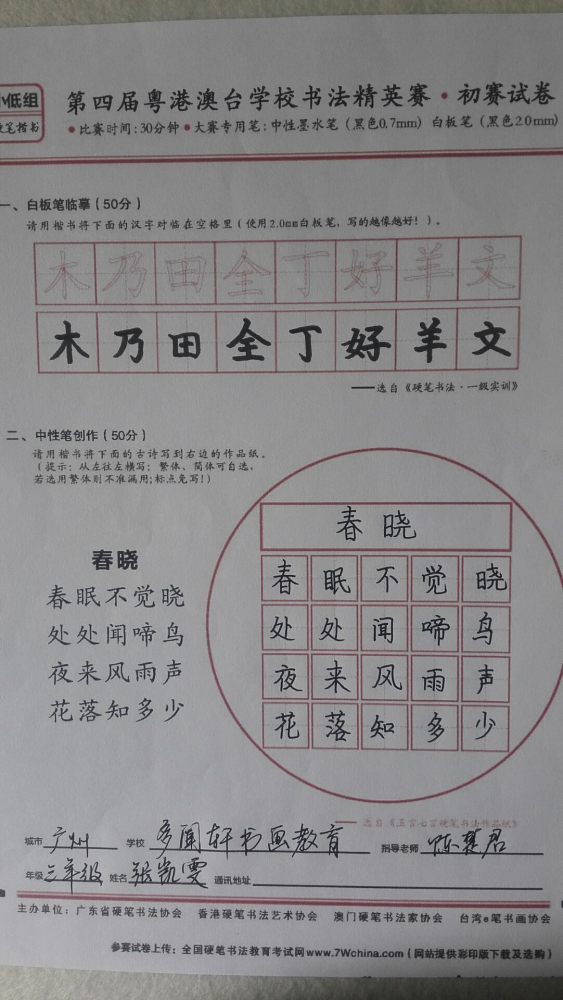 低组
笔楷书
第四届粤港澳台学校书法精英赛·初赛试卷
●比赛时间:30分钟●大赛专用笔:中性墨水笔(黑色0.7mm) 白板笔(黑色2.0mm)
一、白板笔临摹(50分)
请用楷书将下面的汉字对临在空格里(使用2.0mm白板笔,写的越像越好!)。
木乃田全丁好羊文
木乃田全丁好羊文
——选自《硬笔书法·一级实训》
二、中性笔创作(50分)
请用楷书将下面的古诗写到右边的作品纸。
(提示:从左往左横写;繁体、简体可自选,
若选用繁体则不准漏用;标点免写!)
春晓
春眠不觉晓
处处闻啼鸟
夜来风雨声
花落知多少
春晓
春眠不觉晓
处处闻啼鸟
夜来风雨声
花落知多少
——选自《五言七言硬笔书法作品纸》
城市 广州 学校 多闻轩书画教育 指导老师 陈慧君
年级 三年级 姓名 张凯雯 通讯地址
主办单位:广东省硬笔书法协会 香港硬笔书法艺术协会 澳门硬笔书法家协会 台湾e笔书画协会
参赛试卷上传:全国硬笔书法教育考试网www.7Wchina.com(网站提供彩印版下载及选购)